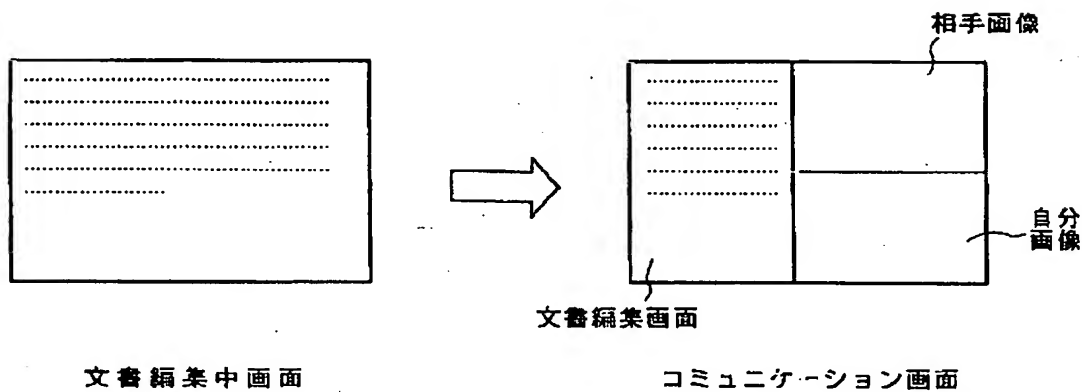 相手画像
自分
画像
文書編集画面
文書編集中画面
コミュニケーション画面